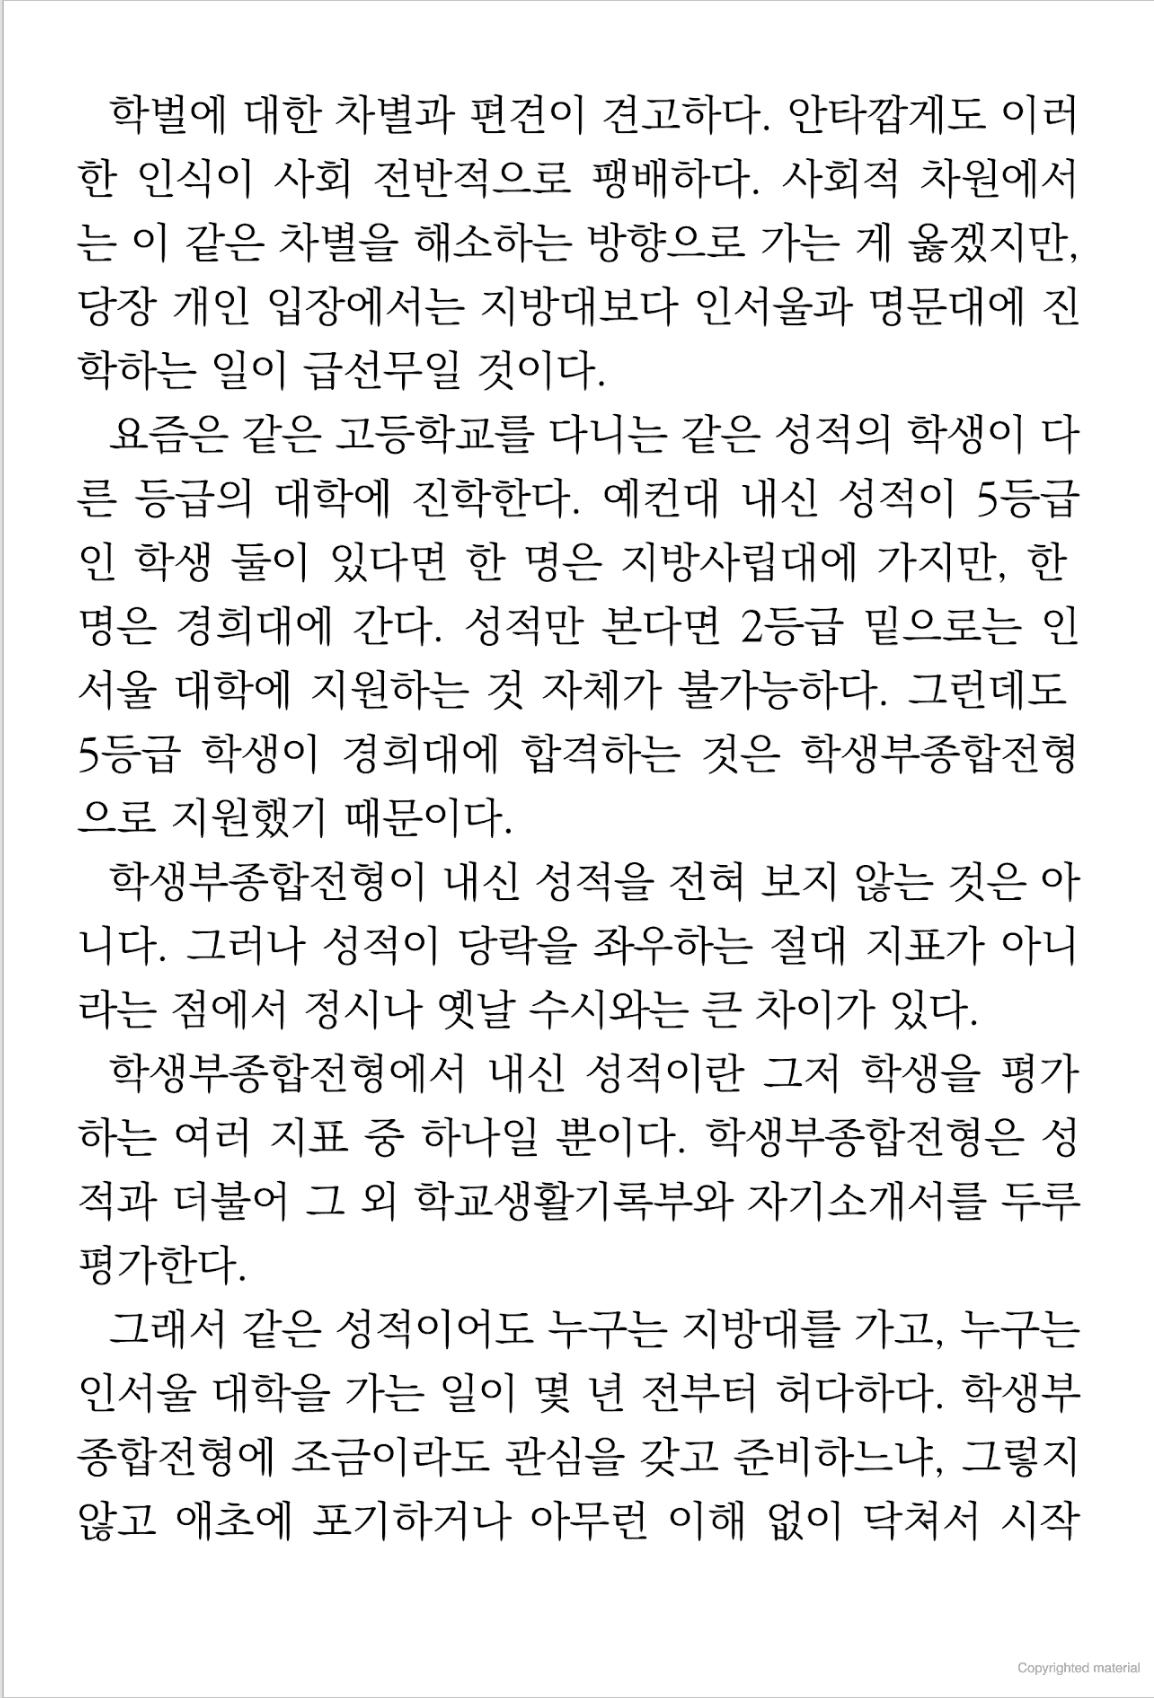 학벌에 대한 차별과 편견이 견고하다. 안타깝게도 이러
한 인식이 사회 전반적으로 팽배하다. 사회적 차원에서
는 이 같은 차별을 해소하는 방향으로 가는 게 옳겠지만,
당장 개인 입장에서는 지방대보다 인서울과 명문대에 진
학하는 일이 급선무일 것이다.
요즘은 같은 고등학교를 다니는 같은 성적의 학생이 다
른 등급의 대학에 진학한다. 예컨대 내신 성적이 5등급
인 학생 둘이 있다면 한 명은 지방사립대에 가지만, 한
명은 경희대에 간다. 성적만 본다면 2등급 밑으로는 인
서울 대학에 지원하는 것 자체가 불가능하다. 그런데도
5등급 학생이 경희대에 합격하는 것은 학생부종합전형
으로 지원했기 때문이다.
학생부종합전형이 내신 성적을 전혀 보지 않는 것은 아
니다. 그러나 성적이 당락을 좌우하는 절대 지표가 아니
라는 점에서 정시나 옛날 수시와는 큰 차이가 있다.
학생부종합전형에서 내신 성적이란 그저 학생을 평가
하는 여러 지표 중 하나일 뿐이다. 학생부종합전형은 성
적과 더불어 그 외 학교생활기록부와 자기소개서를 두루
평가한다.
그래서 같은 성적이어도 누구는 지방대를 가고, 누구는
인서울 대학을 가는 일이 몇 년 전부터 허다하다. 학생부
종합전형에 조금이라도 관심을 갖고 준비하느냐, 그렇지
않고 애초에 포기하거나 아무런 이해 없이 닥쳐서 시작
Copyrighted material